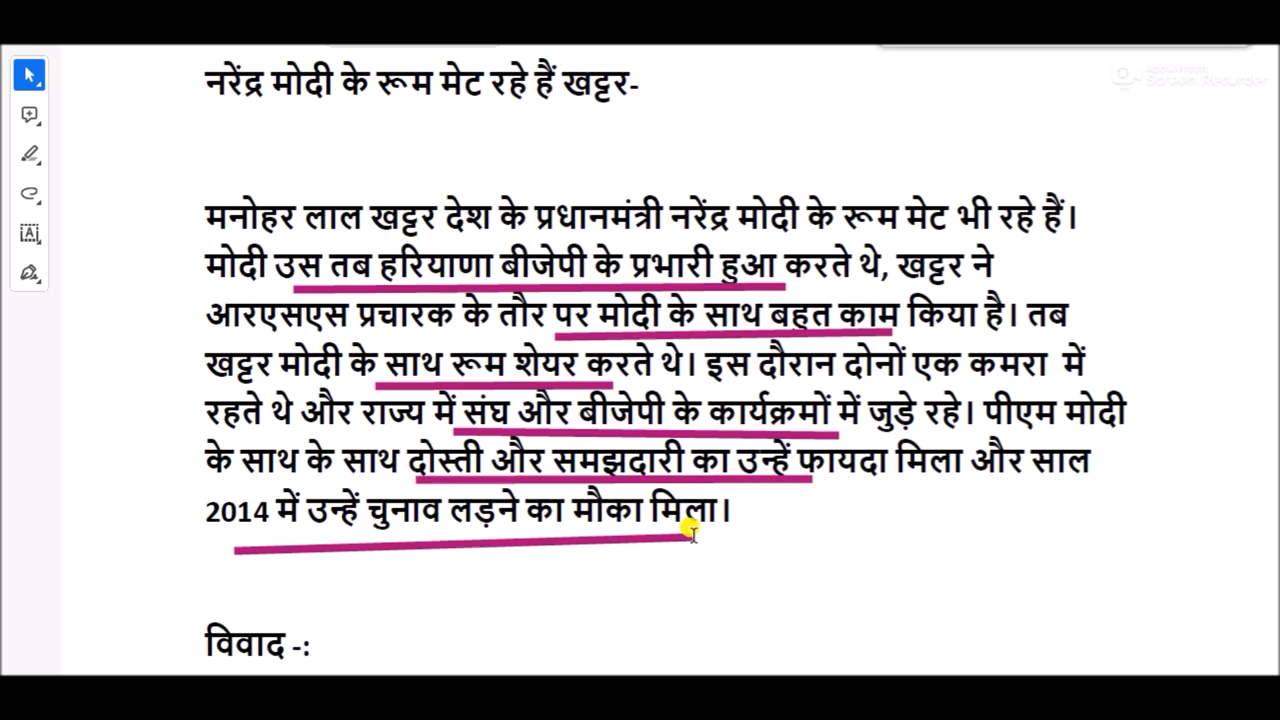 नरेंद्र मोदी के रूम मेट रहे हैं खट्टर-
मनोहर लाल खट्टर देश के प्रधानमंत्री नरेंद्र मोदी के रूम मेट भी रहे हैं।
मोदी उस तब हरियाणा बीजेपी के प्रभारी हुआ करते थे, खट्टर ने
आरएसएस प्रचारक के तौर पर मोदी के साथ बहुत काम किया है। तब
खट्टर मोदी के साथ रूम शेयर करते थे। इस दौरान दोनों एक कमरा में
रहते थे और राज्य में संघ और बीजेपी के कार्यक्रमों में जुड़े रहे। पीएम मोदी
के साथ के साथ दोस्ती और समझदारी का उन्हें फायदा मिला और साल
2014 में उन्हें चुनाव लड़ने का मौका मिला।
विवाद -:
Screen Recorder